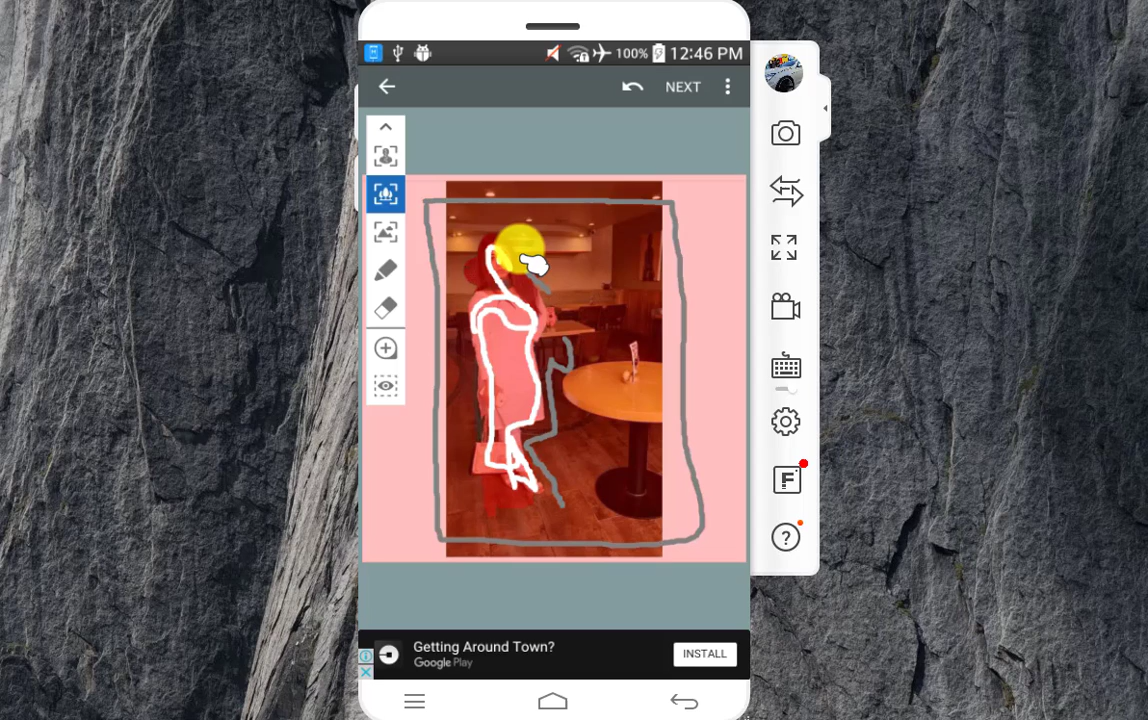 100% 12:46 PM
NEXT
Getting Around Town?
Google Play
INSTALL
F
?